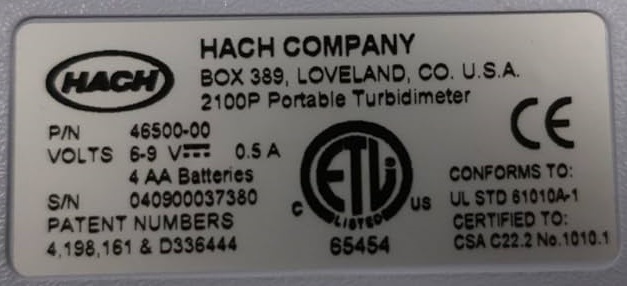 HACH
HACH COMPANY
BOX 389, LOVELAND, CO. U.S.A.
2100P Portable Turbidimeter
P/N 46500-00
VOLTS 6-9 V⎓ 0.5 A
4 AA Batteries
S/N 040900037380
PATENT NUMBERS
4,198,161 & D336444
C ETL US
LISTED
65454
CE
CONFORMS TO:
UL STD 61010A-1
CERTIFIED TO:
CSA C22.2 No.1010.1